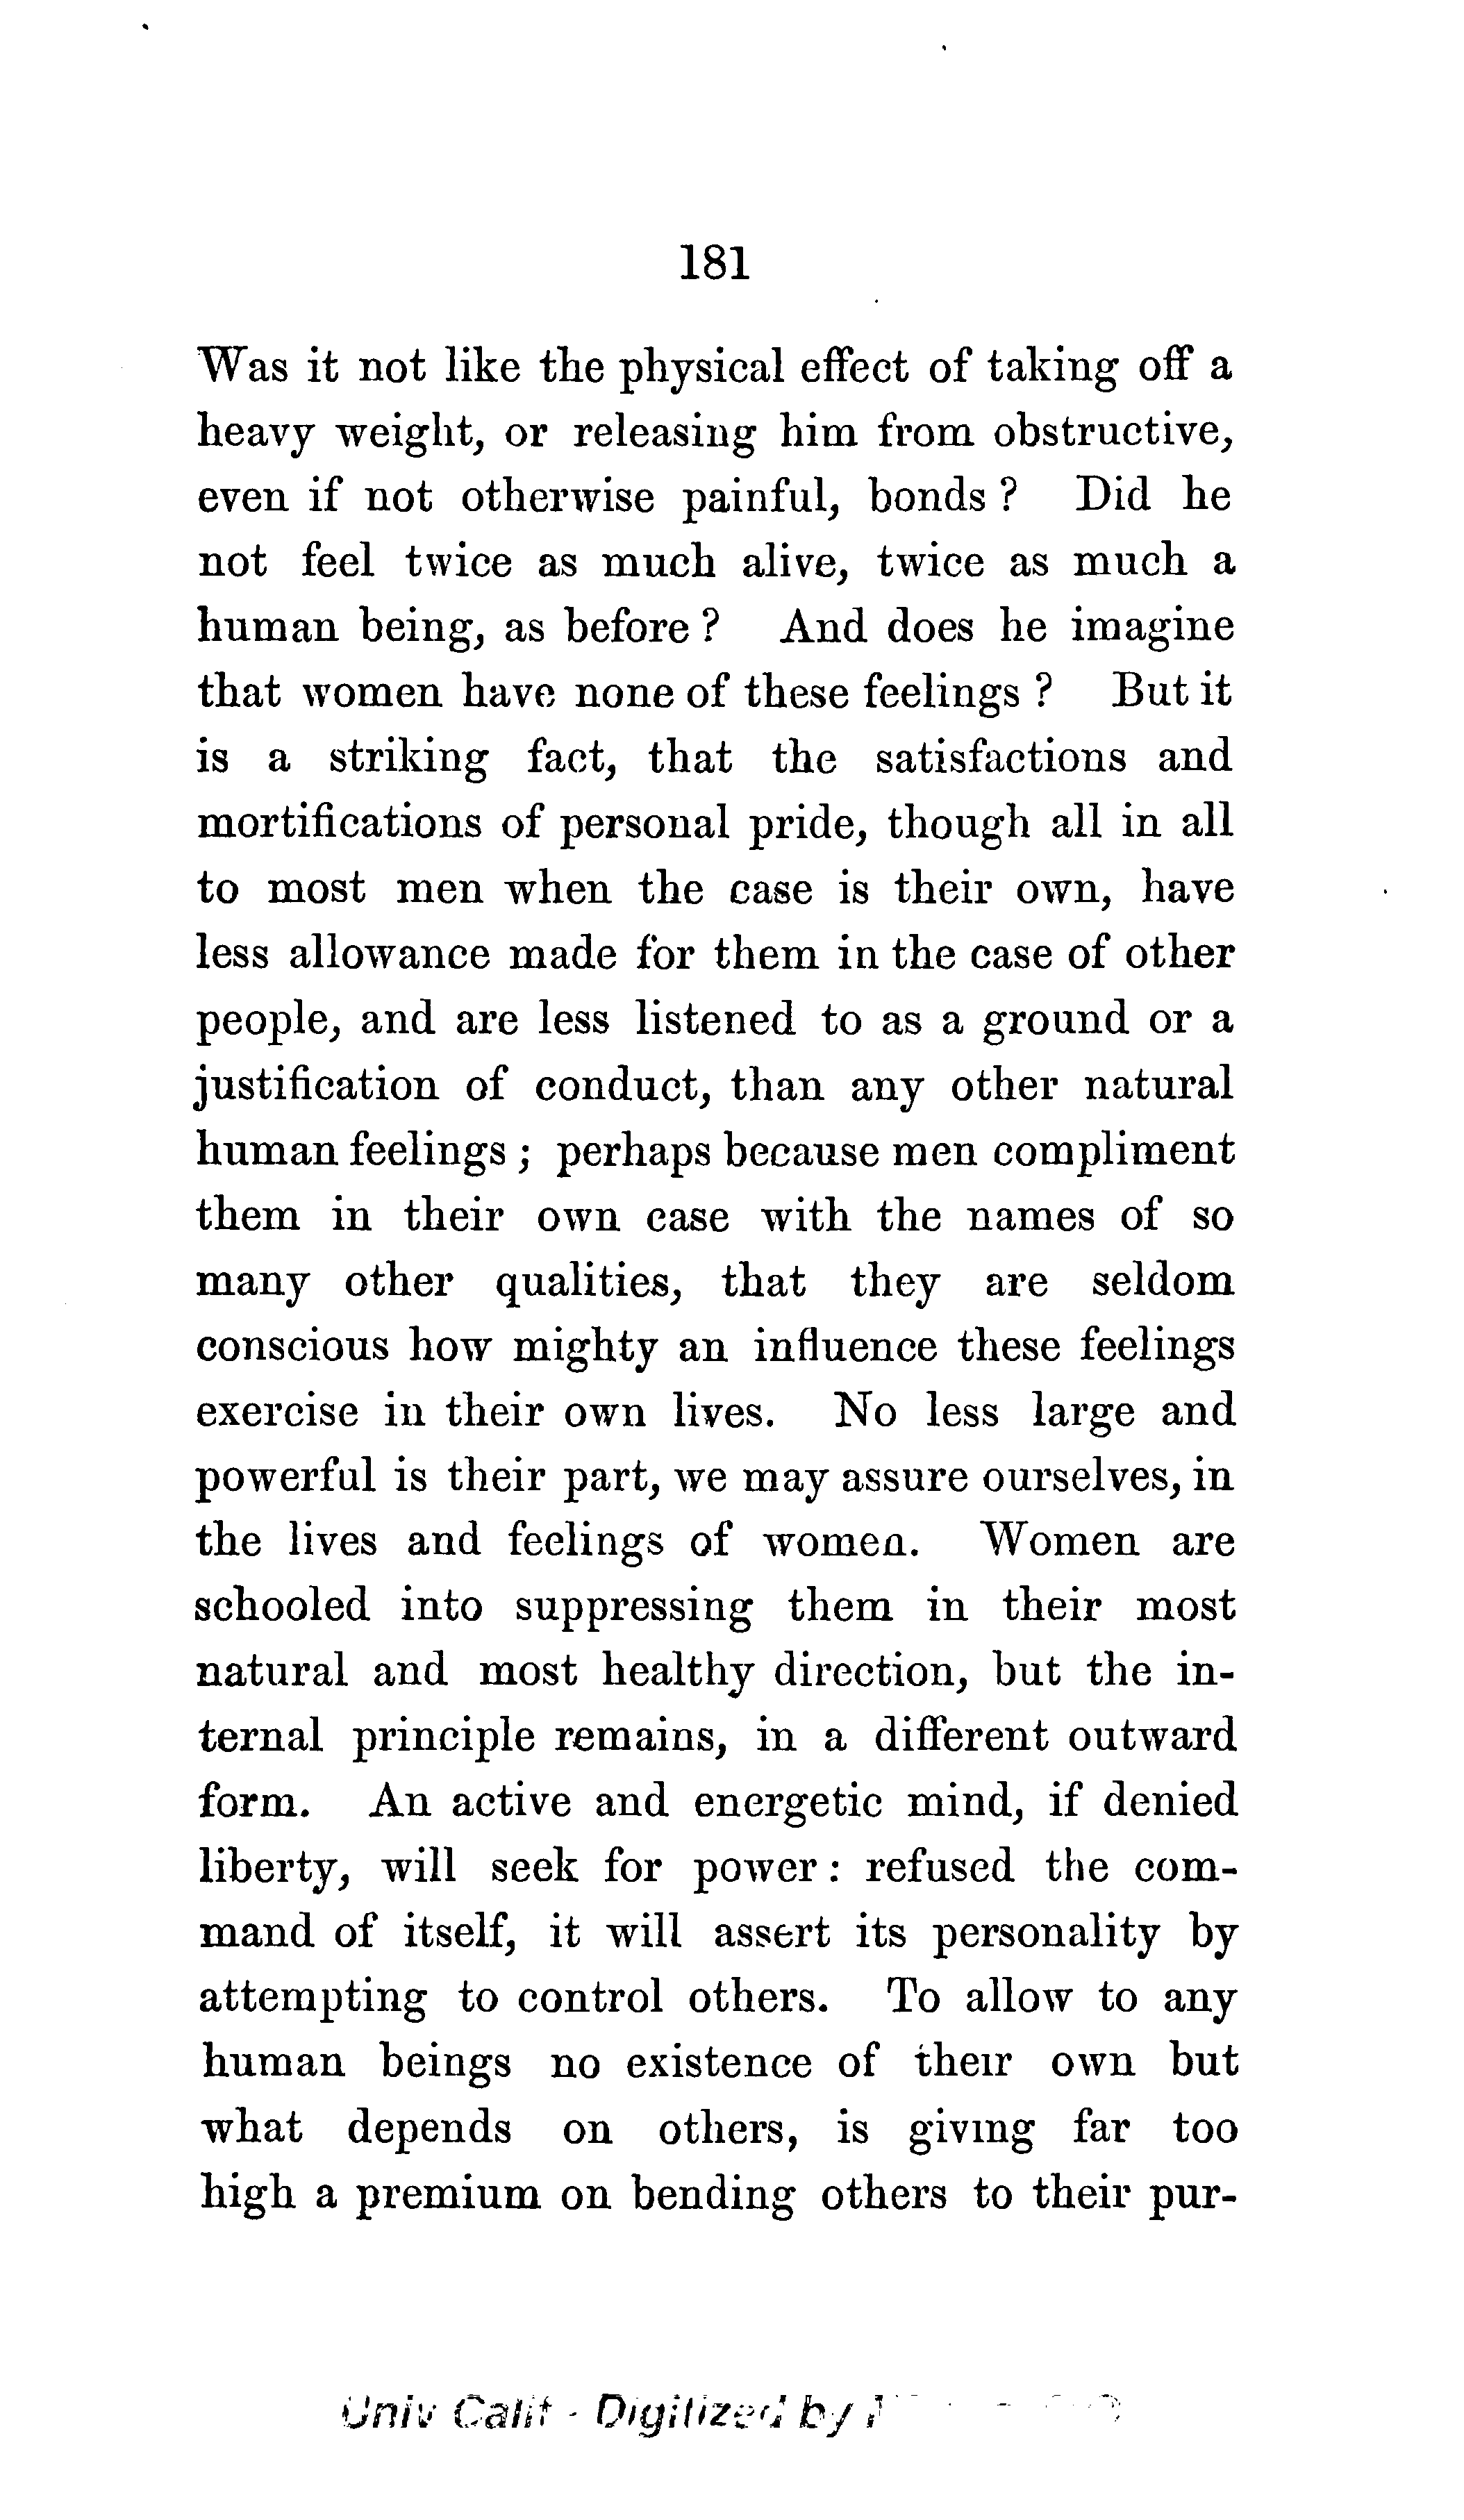 181
Was it not like the physical effect of taking off a
heavy weight, or releasing him from obstructive,
even if not otherwise painful, bonds ? Did he
not feel twice as much alive, twice as much a
human being, as before ? And does he imagine
that women have none of these feelings ? But it
is a striking fact, that the satisfactions and
mortifications of personal pride, though all in all
to most men when the case is their own, have
less allowance made for them in the case of other
people, and are less listened to as a ground or a
justification of conduct, than any other natural
human feelings ; perhaps because men compliment
them in their own case with the names of so
many other qualities, that they are seldom
conscious how mighty an influence these feelings
exercise in their own lives. No less large and
powerful is their part, we may assure ourselves, in
the lives and feelings of women. Women are
schooled into suppressing them in their most
natural and most healthy direction, but the in-
ternal principle remains, in a different outward
form. An active and energetic mind, if denied
liberty, will seek for power : refused the com-
mand of itself, it will assert its personality by
attempting to control others. To allow to any
human beings no existence of their own but
what depends on others, is giving far too
high a premium on bending others to their pur-
Univ Calif - Digitized by